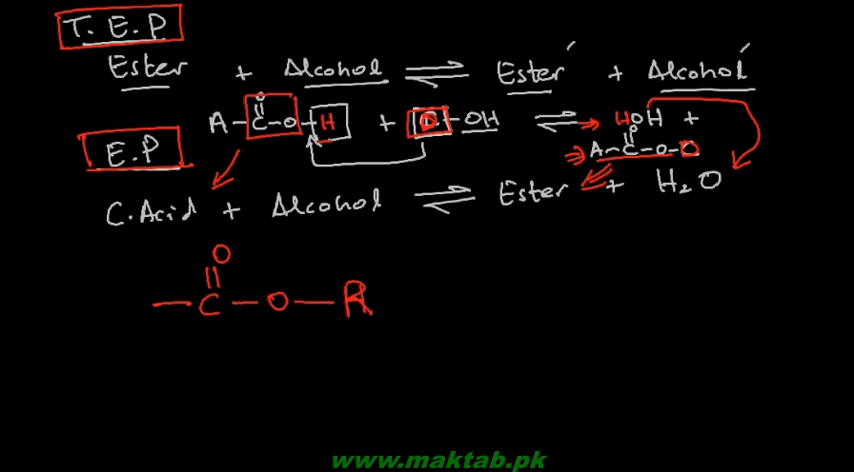 T. E. P
Ester + Alcohol ⇌ Ester′ + Alcohol′
O
A-C-O-H + D-OH ⇌ → HOH +
E.P
O
⇒ A-C-O-D
C. Acid + Alcohol ⇌ Ester + H₂O
O
-C-O-R
www.maktab.pk